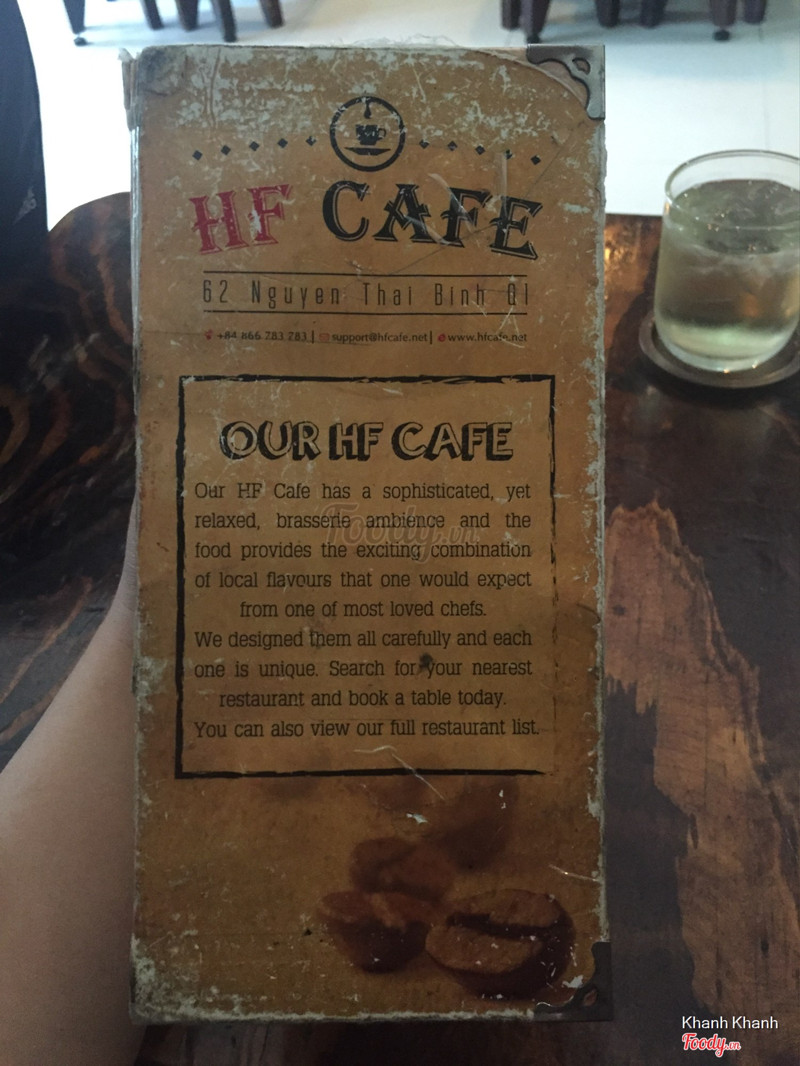 HF CAFE
62 Nguyen Thai Binh Q1
+84 866 783 783 | support@hfcafe.net | www.hfcafe.net
OUR HF CAFE
Our HF Cafe has a sophisticated, yet
relaxed, brasserie ambience and the
food provides the exciting combination
of local flavours that one would expect
from one of most loved chefs.
We designed them all carefully and each
one is unique. Search for your nearest
restaurant and book a table today.
You can also view our full restaurant list.
Foody.vn
Khanh Khanh
Foody.vn